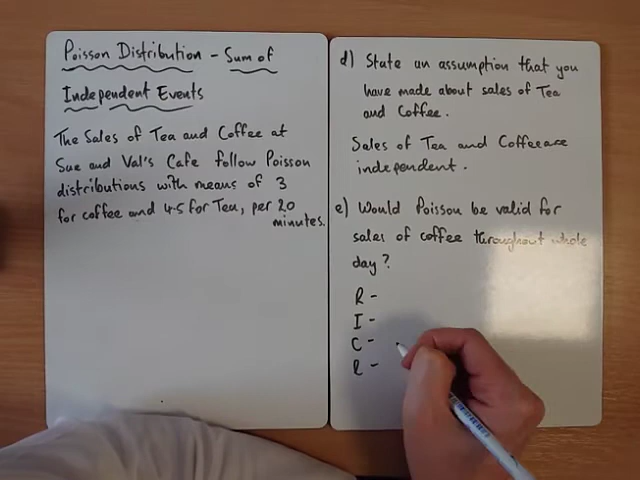 Poisson Distribution - Sum of
Independent Events
The Sales of Tea and Coffee at
Sue and Val's Cafe follow Poisson
distributions with means of 3
for coffee and 4.5 for Tea, per 20
minutes.
d) State an assumption that you
have made about sales of Tea
and Coffee.
Sales of Tea and Coffee are
independent.
e) Would Poisson be valid for
sales of coffee throughout whole
day?
R -
I -
C -
R -